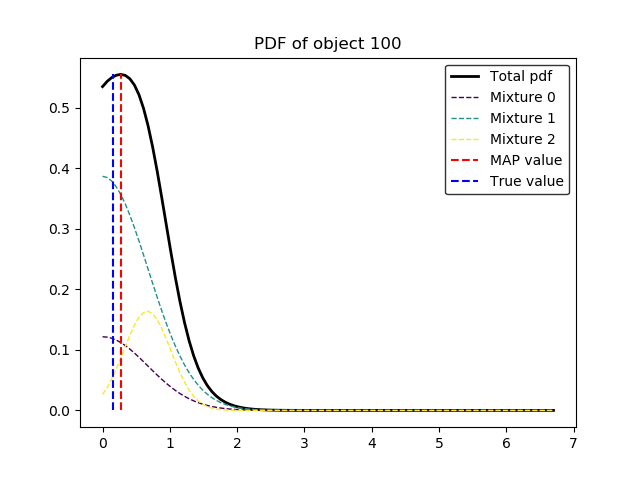 PDF of object 100
Total pdf
Mixture 0
Mixture 1
Mixture 2
MAP value
True value
0.5
0.4
0.3
0.2
0.1
0.0
0 1 2 3 4 5 6 7